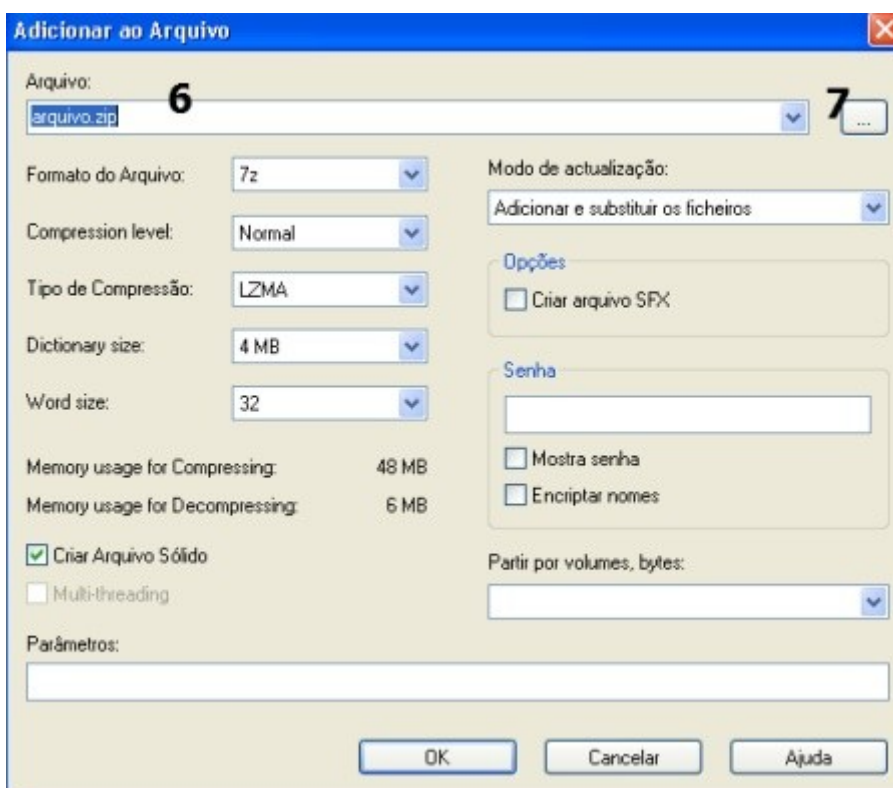 Adicionar ao Arquivo
Arquivo:
6
arquivo.zip
7
...
Formato do Arquivo:
7z
Compression level:
Normal
Tipo de Compressão:
LZMA
Dictionary size:
4 MB
Word size:
32
Memory usage for Compressing:
48 MB
Memory usage for Decompressing:
6 MB
Criar Arquivo Sólido
Multi-threading
Modo de actualização:
Adicionar e substituir os ficheiros
Opções
Criar arquivo SFX
Senha
Mostra senha
Encriptar nomes
Partir por volumes, bytes:
Parâmetros:
OK
Cancelar
Ajuda